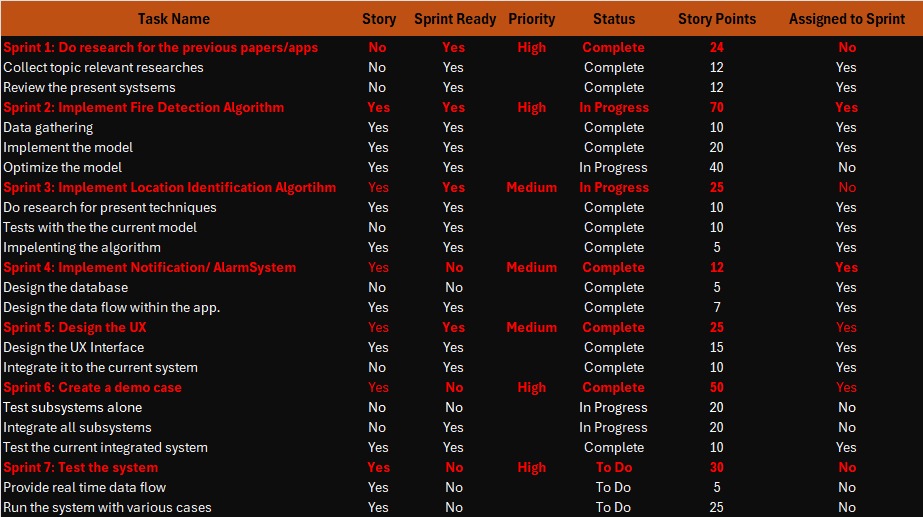 Task Name Story Sprint Ready Priority Status Story Points Assigned to Sprint
Sprint 1: Do research for the previous papers/apps No Yes High Complete 24 No
Collect topic relevant researches No Yes Complete 12 Yes
Review the present systsems No Yes Complete 12 Yes
Sprint 2: Implement Fire Detection Algorithm Yes Yes High In Progress 70 Yes
Data gathering Yes Yes Complete 10 Yes
Implement the model Yes Yes Complete 20 Yes
Optimize the model Yes Yes In Progress 40 No
Sprint 3: Implement Location Identification Algortihm Yes Yes Medium In Progress 25 No
Do research for present techniques Yes Yes Complete 10 Yes
Tests with the the current model No Yes Complete 10 Yes
Impelenting the algorithm Yes Yes Complete 5 Yes
Sprint 4: Implement Notification/ AlarmSystem Yes No Medium Complete 12 Yes
Design the database No No Complete 5 Yes
Design the data flow within the app. Yes Yes Complete 7 Yes
Sprint 5: Design the UX Yes Yes Medium Complete 25 Yes
Design the UX Interface Yes Yes Complete 15 Yes
Integrate it to the current system No Yes Complete 10 Yes
Sprint 6: Create a demo case Yes No High Complete 50 Yes
Test subsystems alone No No In Progress 20 No
Integrate all subsystems No Yes In Progress 20 No
Test the current integrated system Yes Yes Complete 10 Yes
Sprint 7: Test the system Yes No High To Do 30 No
Provide real time data flow Yes No To Do 5 No
Run the system with various cases Yes No To Do 25 No